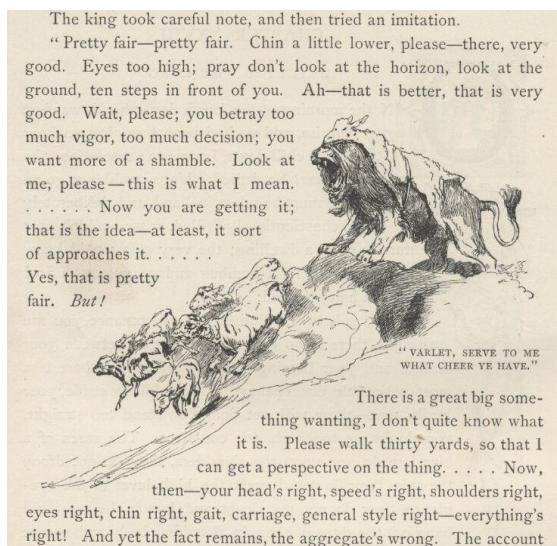 The king took careful note, and then tried an imitation.
“ Pretty fair—pretty fair. Chin a little lower, please—there, very
good. Eyes too high; pray don't look at the horizon, look at the
ground, ten steps in front of you. Ah—that is better, that is very
good. Wait, please; you betray too
much vigor, too much decision; you
want more of a shamble. Look at
me, please—this is what I mean.
. . . . . . Now you are getting it;
that is the idea—at least, it sort
of approaches it. . . . . .
Yes, that is pretty
fair. But!
“ VARLET, SERVE TO ME
WHAT CHEER YE HAVE.”
There is a great big some-
thing wanting, I don't quite know what
it is. Please walk thirty yards, so that I
can get a perspective on the thing. . . . . Now,
then—your head's right, speed's right, shoulders right,
eyes right, chin right, gait, carriage, general style right—everything's
right! And yet the fact remains, the aggregate's wrong. The account